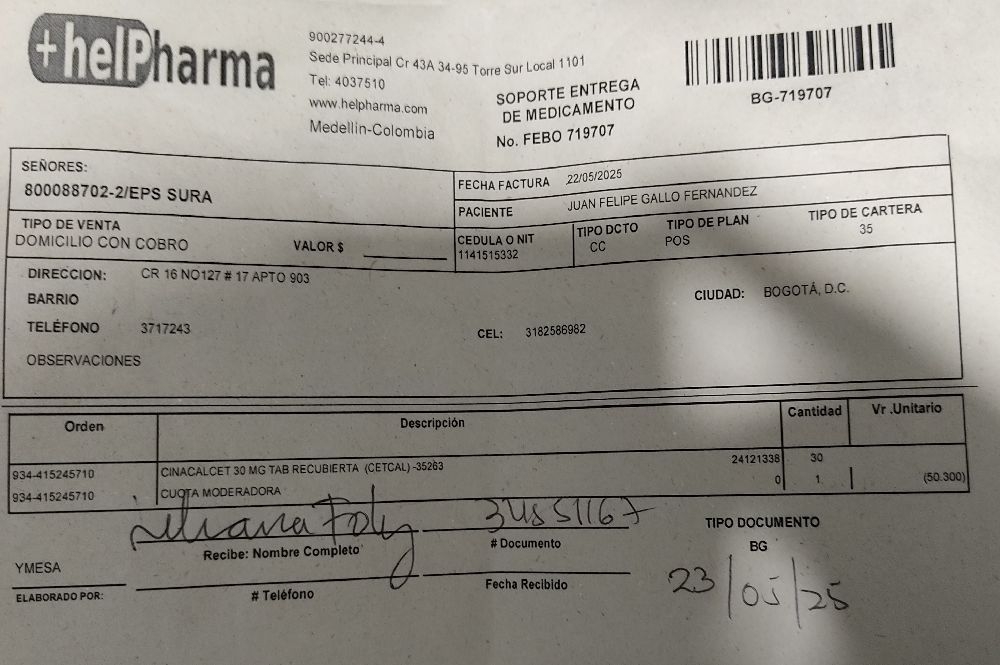 +helPharma
900277244-4
Sede Principal Cr 43A 34-95 Torre Sur Local 1101
Tel: 4037510
www.helpharma.com
Medellin-Colombia
SOPORTE ENTREGA
DE MEDICAMENTO
No. FEBO 719707
BG-719707
SEÑORES:
800088702-2/EPS SURA
FECHA FACTURA 22/05/2025
PACIENTE JUAN FELIPE GALLO FERNANDEZ
TIPO DE VENTA
DOMICILIO CON COBRO VALOR $
CEDULA O NIT
1141515332
TIPO DCTO
CC
TIPO DE PLAN
POS
TIPO DE CARTERA
35
DIRECCION: CR 16 NO127 # 17 APTO 903
BARRIO
CIUDAD: BOGOTÁ, D.C.
TELÉFONO 3717243
CEL: 3182586982
OBSERVACIONES
Orden Descripción Cantidad Vr .Unitario
934-415245710 CINACALCET 30 MG TAB RECUBIERTA (CETCAL) -35263 24121338 30
934-415245710 CUOTA MODERADORA 0 1 (50.300)
34551167
Recibe: Nombre Completo # Documento
TIPO DOCUMENTO
BG
YMESA
ELABORADO POR: # Teléfono Fecha Recibido
23/05/25